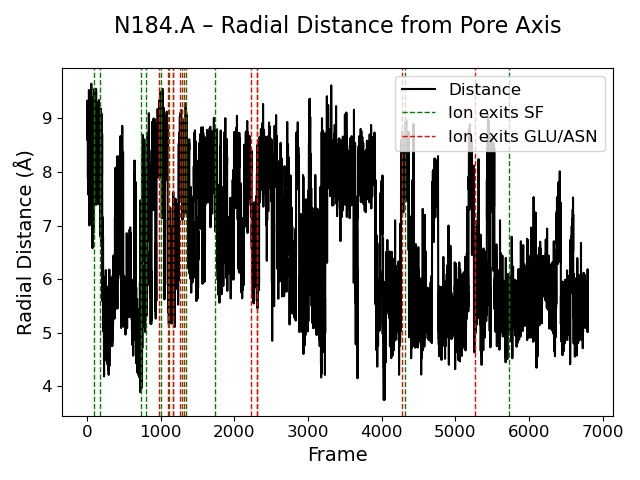 N184.A – Radial Distance from Pore Axis
Distance
Ion exits SF
Ion exits GLU/ASN
Radial Distance (Å)
9
8
7
6
5
4
0
1000
2000
3000
4000
5000
6000
7000
Frame